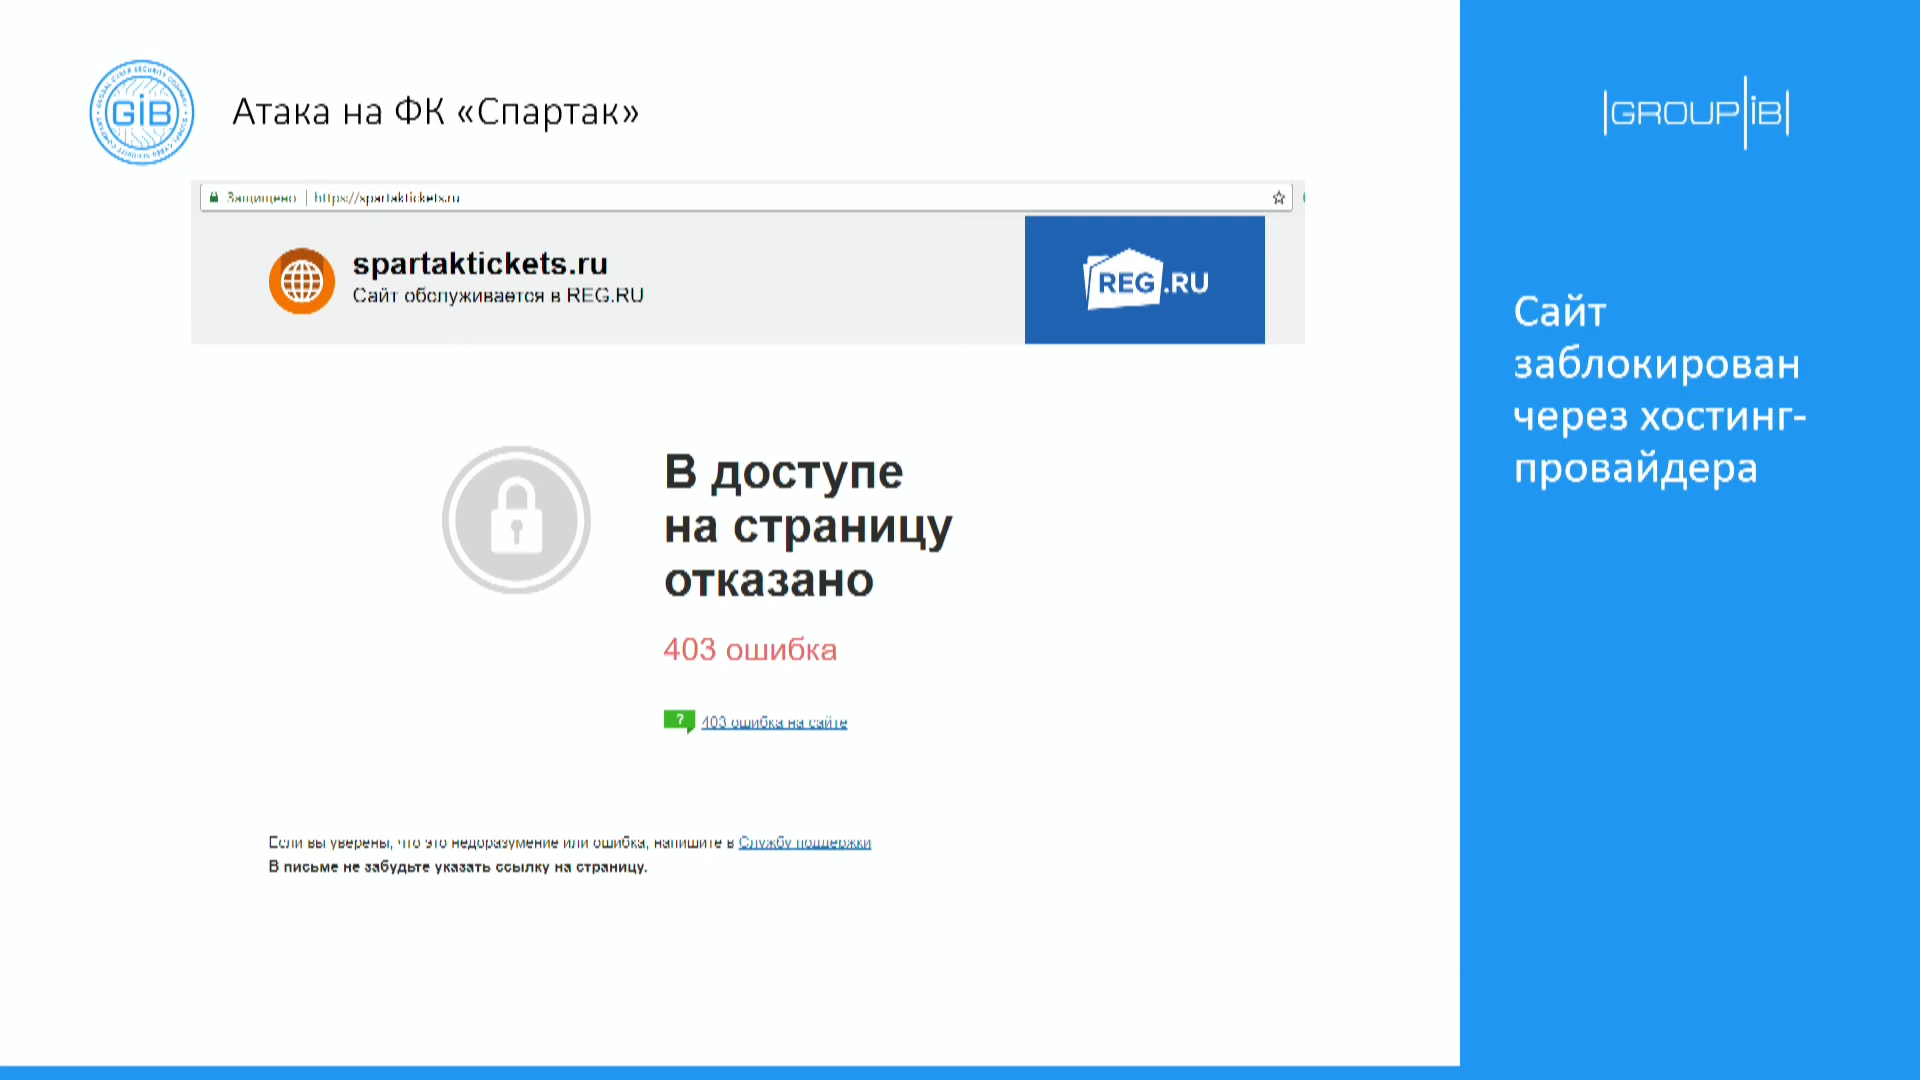 GIB
Атака на ФК «Спартак»
GROUP iB
Защищено
https://spartaktickets.ru
spartaktickets.ru
Сайт обслуживается в REG.RU
REG.RU
Сайт
заблокирован
через хостинг-
провайдера
В доступе
на страницу
отказано
403 ошибка
? 403 ошибка на сайте
Если вы уверены, что это недоразумение или ошибка, напишите в Службу поддержки
В письме не забудьте указать ссылку на страницу.